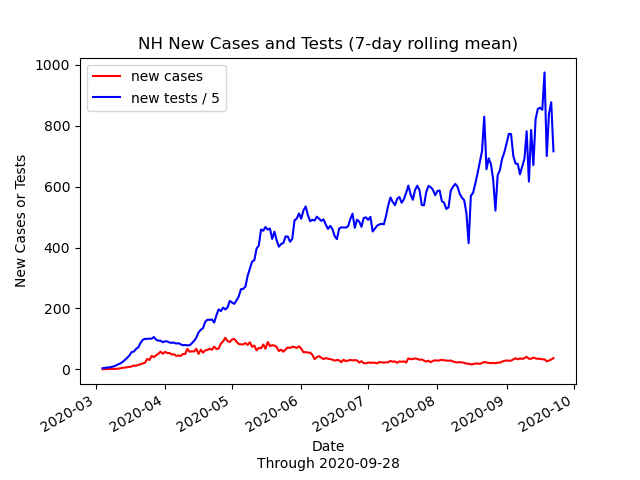 NH New Cases and Tests (7-day rolling mean)
new cases
new tests / 5
New Cases or Tests
1000
800
600
400
200
0
2020-03
2020-04
2020-05
2020-06
2020-07
2020-08
2020-09
2020-10
Date
Through 2020-09-28